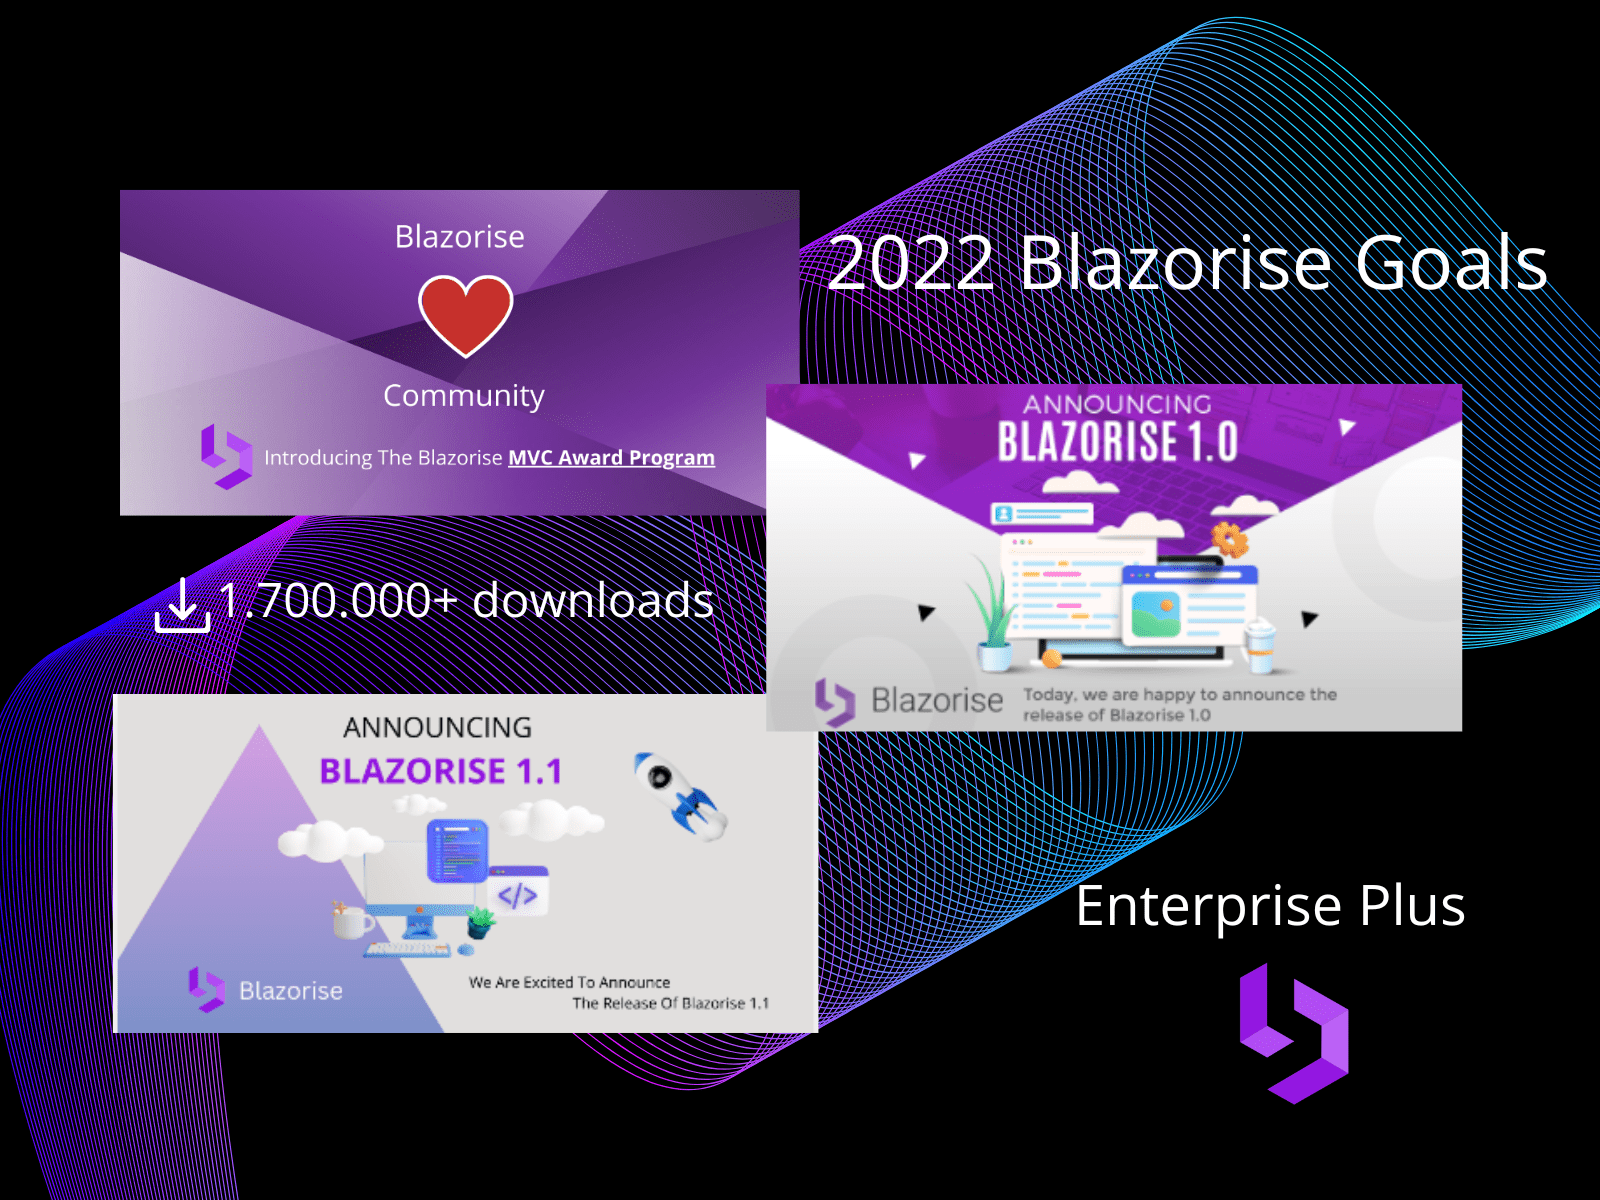 Blazorise
Community
Introducing The Blazorise MVC Award Program
2022 Blazorise Goals
ANNOUNCING
BLAZORISE 1.0
Blazorise
Today, we are happy to announce the
release of Blazorise 1.0
1.700.000+ downloads
ANNOUNCING
BLAZORISE 1.1
</>
Blazorise
We Are Excited To Announce
The Release Of Blazorise 1.1
Enterprise Plus